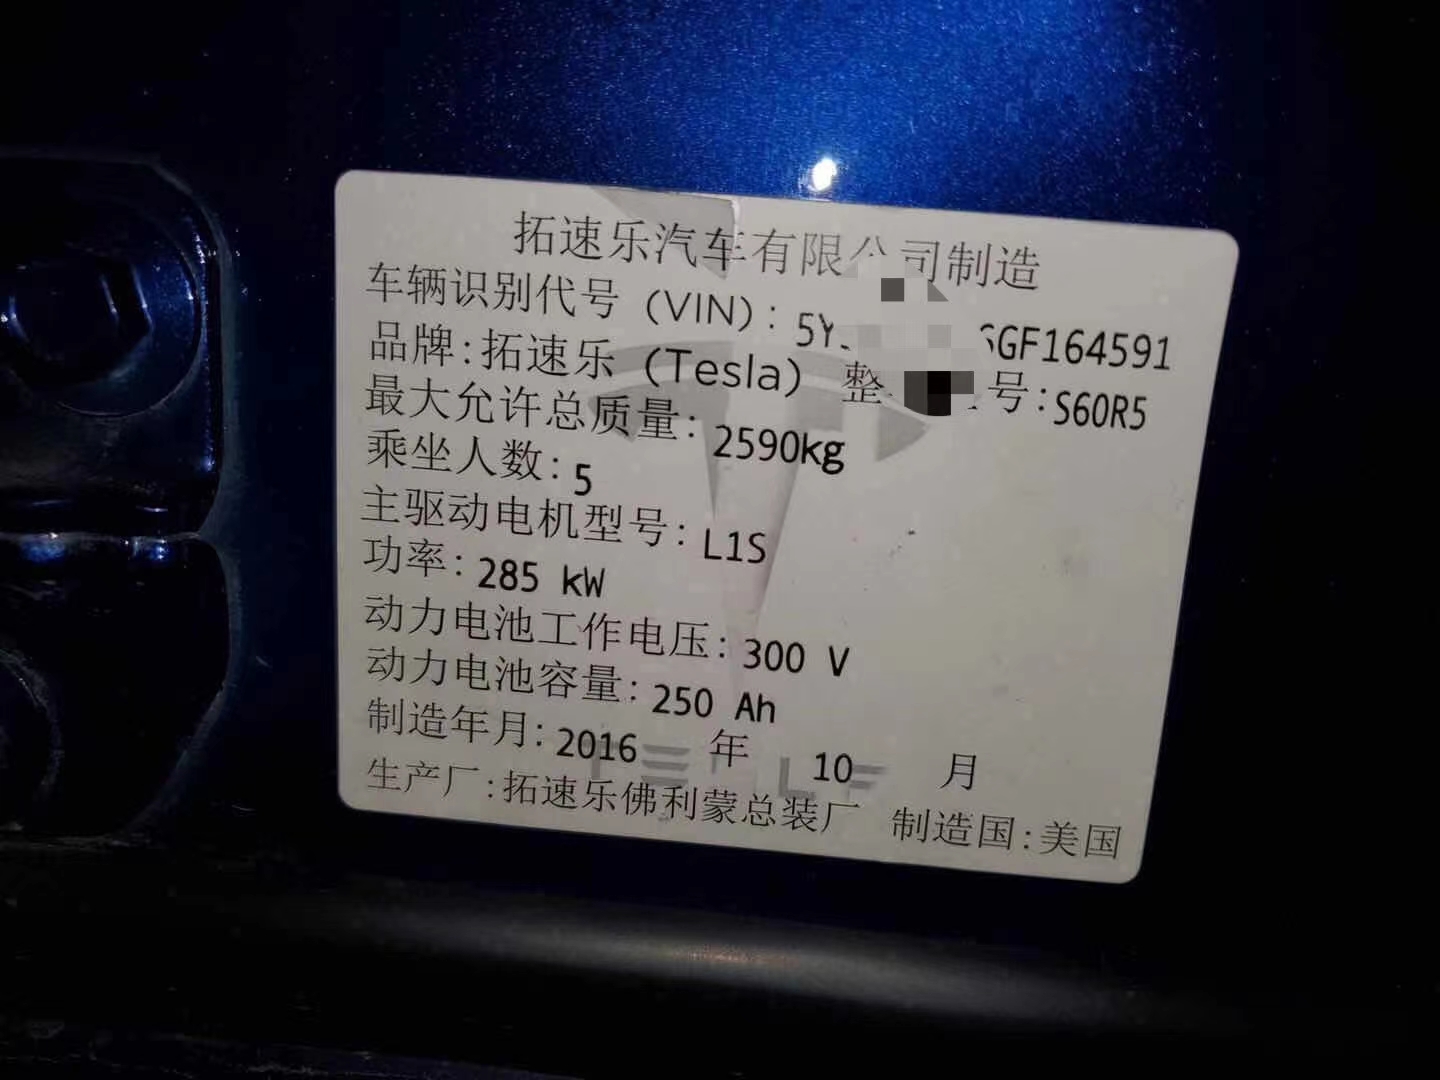 拓速乐汽车有限公司制造
车辆识别代号 (VIN): 5Y GF164591
品牌:拓速乐 (Tesla) 整 号:S60R5
最大允许总质量: 2590kg
乘坐人数: 5
主驱动电机型号: L1S
功率: 285 kW
动力电池工作电压: 300 V
动力电池容量: 250 Ah
制造年月: 2016 年 10 月
生产厂:拓速乐佛利蒙总装厂 制造国:美国